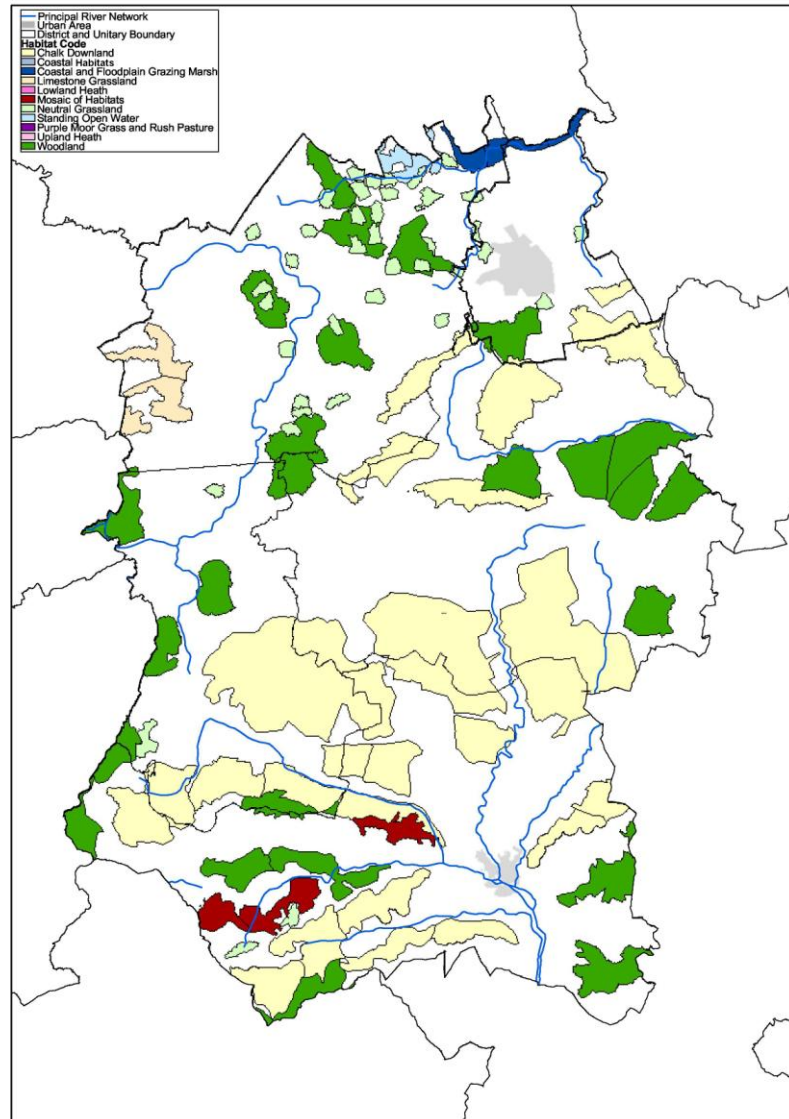 Principal River Network
Urban Area
District and Unitary Boundary
Habitat Code
Chalk Downland
Coastal Habitats
Coastal and Floodplain Grazing Marsh
Limestone Grassland
Lowland Heath
Mosaic of Habitats
Neutral Grassland
Standing Open Water
Purple Moor Grass and Rush Pasture
Upland Heath
Woodland